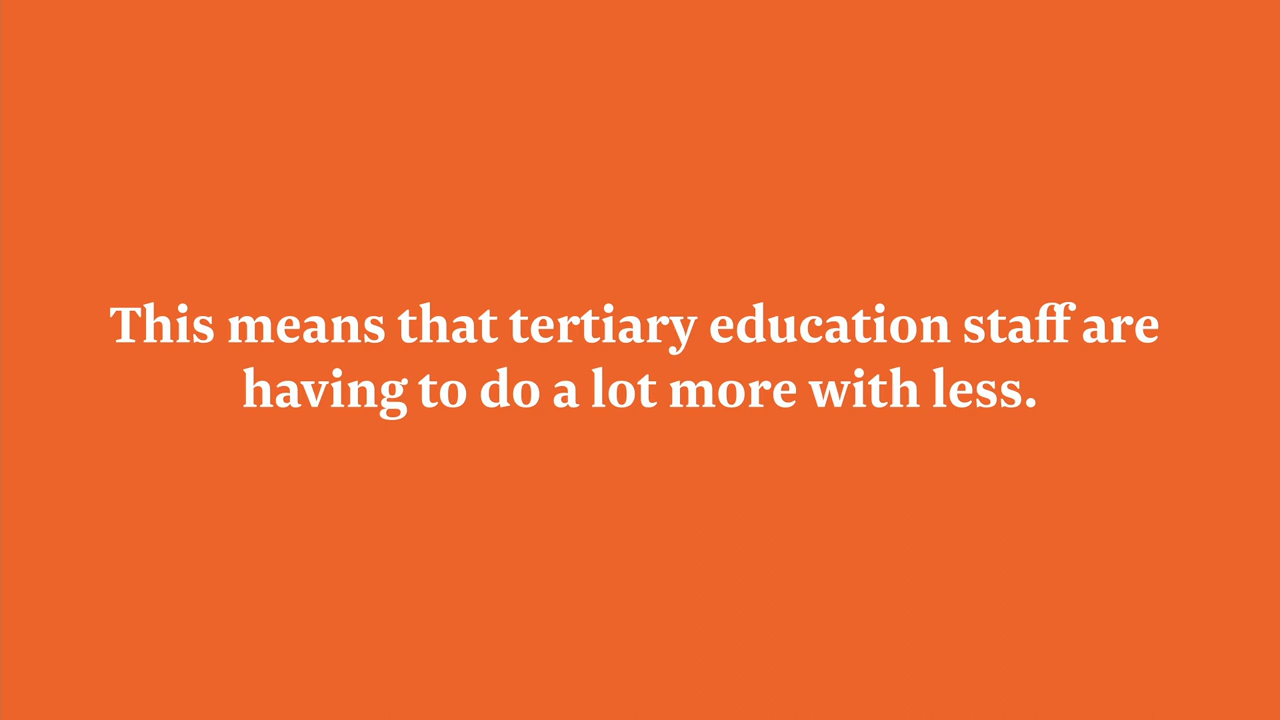 This means that tertiary education staff are
having to do a lot more with less.